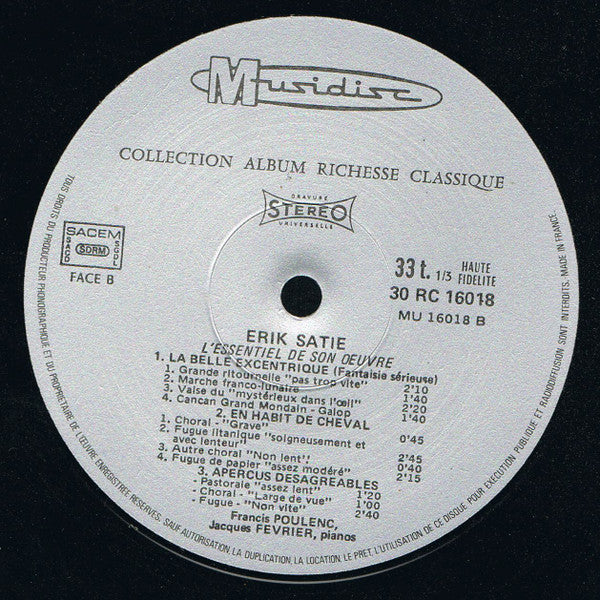 Musidisc
COLLECTION ALBUM RICHESSE CLASSIQUE
GRAVURE
STEREO
UNIVERSELLE
SACEM
SACD SDRM SGDL
FACE B
33 t. 1/3 HAUTE FIDELITE
30 RC 16018
MU 16018 B
ERIK SATIE
L'ESSENTIEL DE SON OEUVRE
1. LA BELLE EXCENTRIQUE (Fantaisie sérieuse)
1. Grande ritournelle "pas trop vite" 2'10
2. Marche franco-lunaire 1'40
3. Valse du "mystérieux dans l'œil" 2'20
4. Cancan Grand Mondain - Galop 1'40
2. EN HABIT DE CHEVAL
1. Choral - "Grave" 0'45
2. Fugue litanique "soigneusement et
avec lenteur" 2'45
3. Autre choral "Non lent" 0'40
4. Fugue de papier "assez modéré" 2'15
3. APERCUS DESAGREABLES
- Pastorale "assez lent" 1'20
- Choral - "Large de vue" 1'00
- Fugue - "Non vite" 2'40
Francis POULENC,
Jacques FEVRIER, pianos
TOUS DROITS DU PRODUCTEUR PHONOGRAPHIQUE ET DU PROPRIETAIRE DE L'ŒUVRE ENREGISTREE RESERVES. SAUF AUTORISATION LA DUPLICATION, LA LOCATION, LE PRET, L'UTILISATION DE CE DISQUE POUR EXECUTION PUBLIQUE ET RADIODIFFUSION SONT INTERDITS. MADE IN FRANCE.